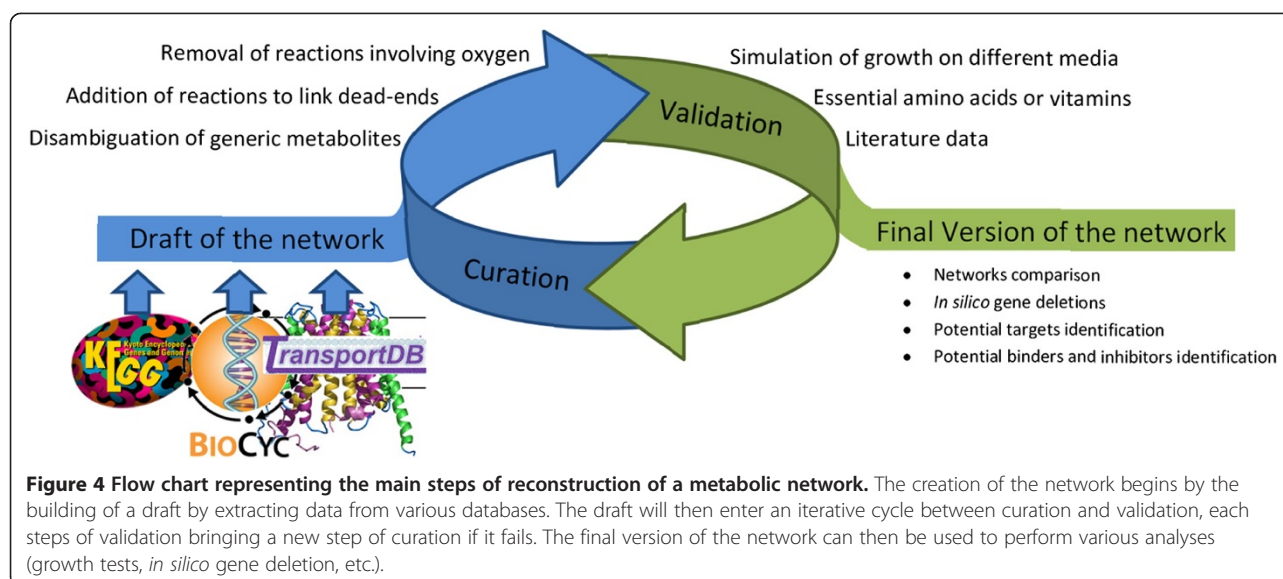 Removal of reactions involving oxygen
Addition of reactions to link dead-ends
Disambiguation of generic metabolites
Simulation of growth on different media
Essential amino acids or vitamins
Literature data
Validation
Curation
Draft of the network
Final Version of the network
• Networks comparison
• In silico gene deletions
• Potential targets identification
• Potential binders and inhibitors identification
KEGG
Kyoto Encyclopedia
Genes and
TransportDB
BIOCYC
Figure 4 Flow chart representing the main steps of reconstruction of a metabolic network. The creation of the network begins by the
building of a draft by extracting data from various databases. The draft will then enter an iterative cycle between curation and validation, each
steps of validation bringing a new step of curation if it fails. The final version of the network can then be used to perform various analyses
(growth tests, in silico gene deletion, etc.).